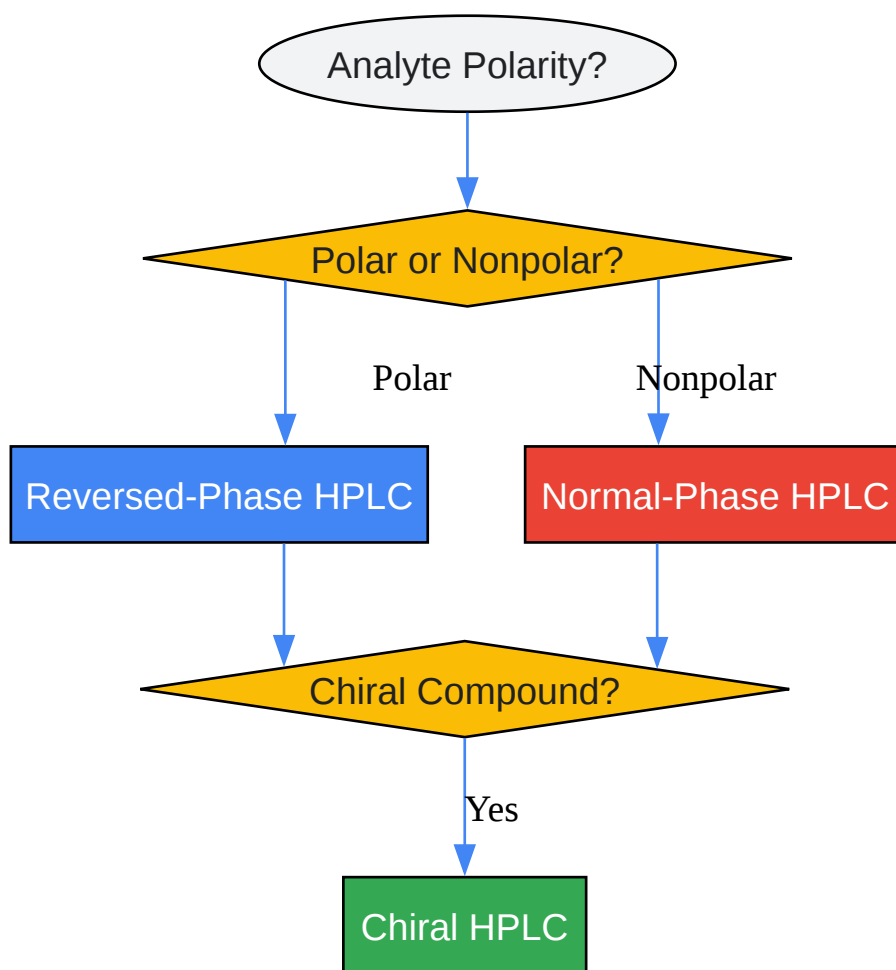 Analyte Polarity?
Polar or Nonpolar?
Polar
Nonpolar
Reversed-Phase HPLC
Normal-Phase HPLC
Chiral Compound?
Yes
Chiral HPLC